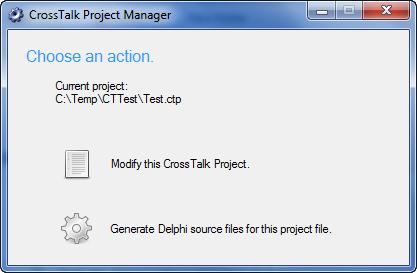 CrossTalk Project Manager
Choose an action.
Current project:
C:\Temp\CTTest\Test.ctp
Modify this CrossTalk Project.
Generate Delphi source files for this project file.